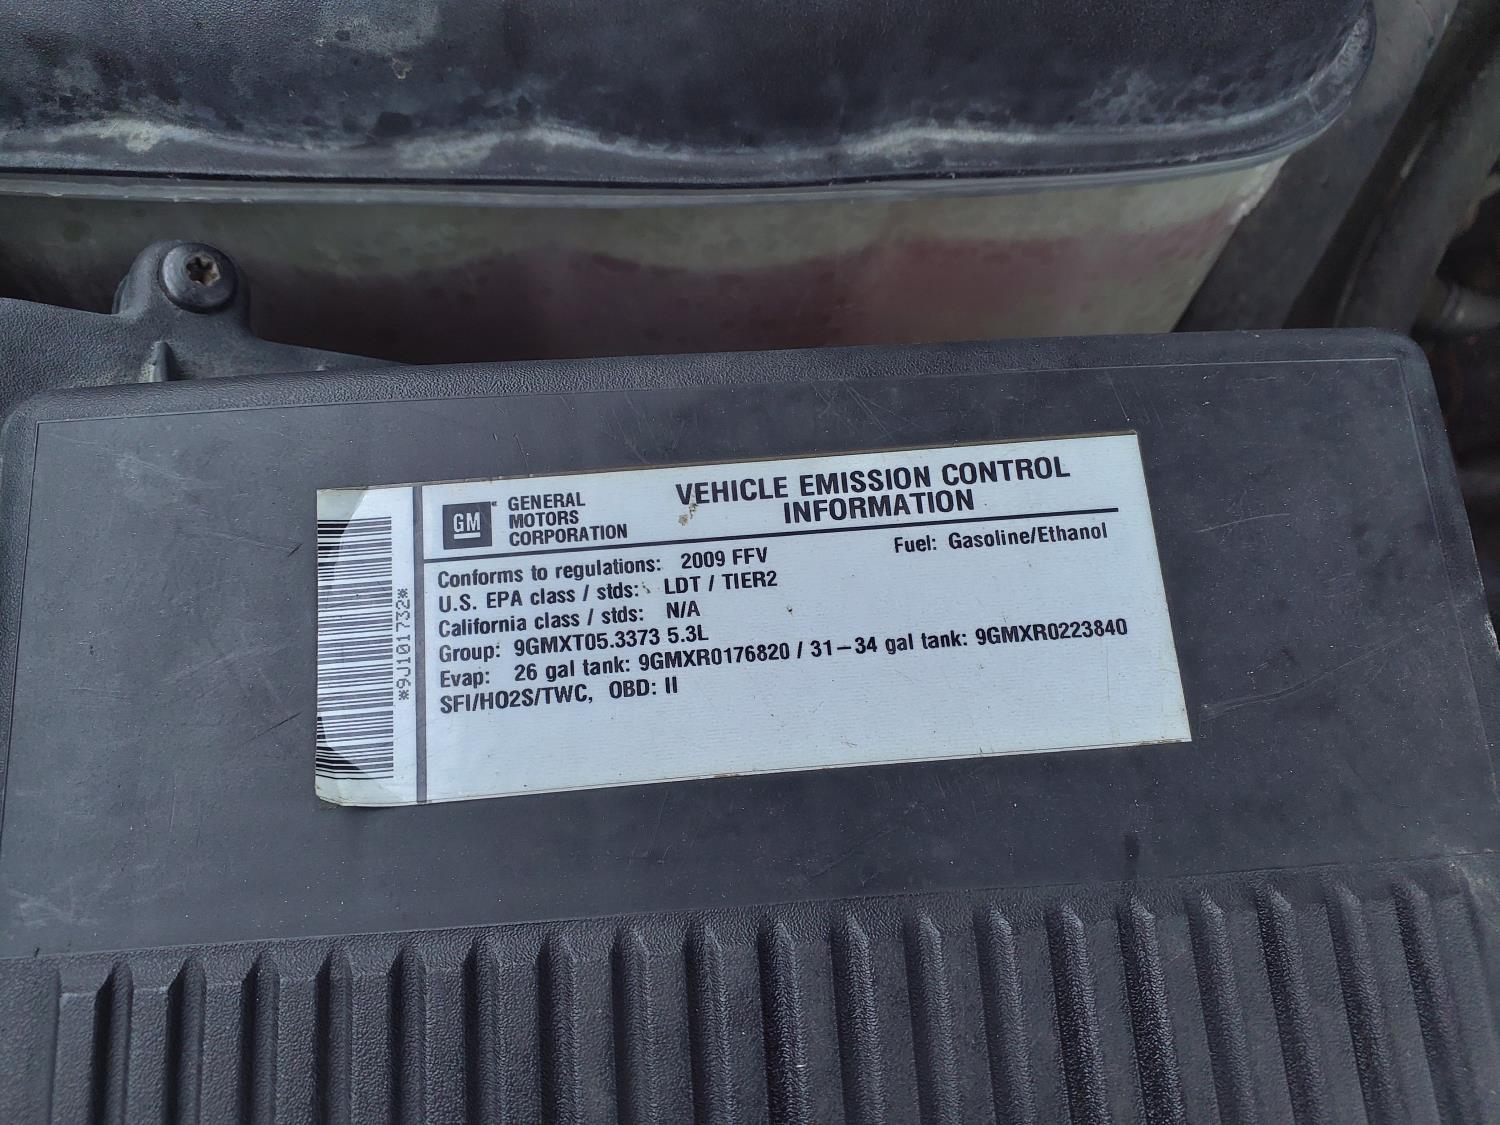 GM
GENERAL
MOTORS
CORPORATION
VEHICLE EMISSION CONTROL
INFORMATION
Conforms to regulations: 2009 FFV
Fuel: Gasoline/Ethanol
U.S. EPA class / stds: LDT / TIER2
California class / stds: N/A
Group: 9GMXT05.3373 5.3L
Evap: 26 gal tank: 9GMXR0176820 / 31-34 gal tank: 9GMXR0223840
SFI/HO2S/TWC, OBD: II
*9J101732*